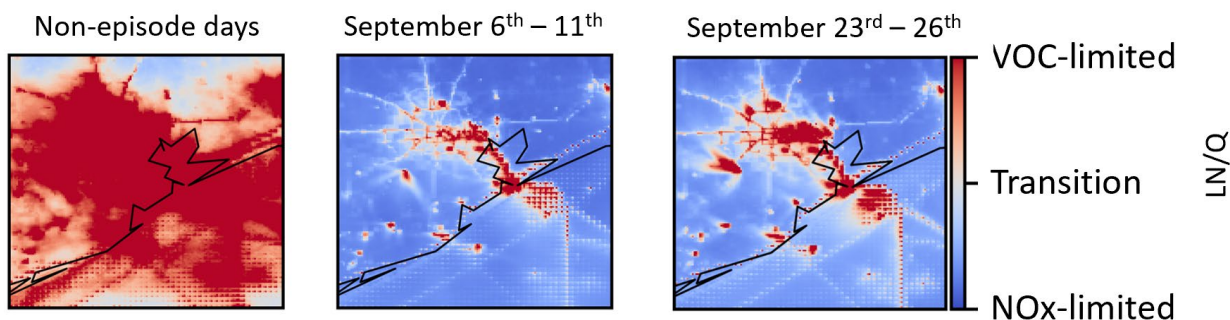 Non-episode days
September 6th – 11th
September 23rd – 26th
VOC-limited
Transition
NOx-limited
LN/Q